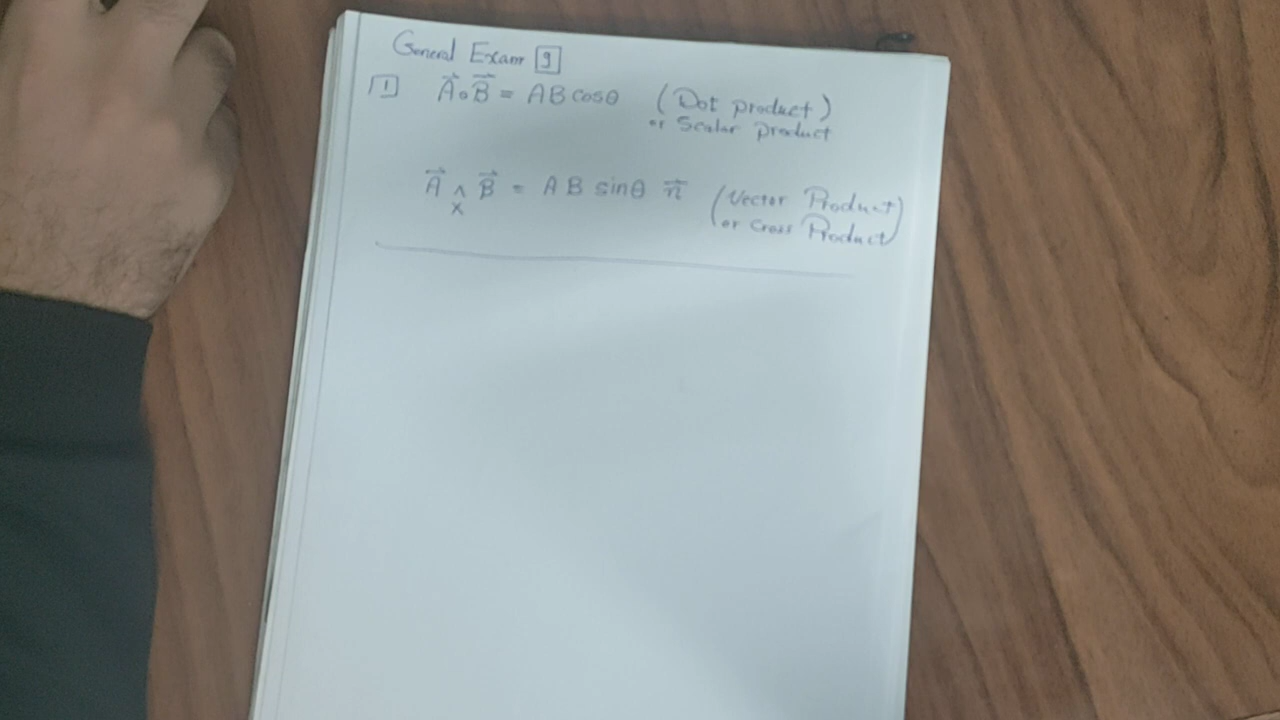 General Exam 9
1 A⃗ • B⃗ = AB cosθ (Dot product)
or Scalar product
A⃗ ∧ B⃗ = AB sinθ n⃗ (Vector Product
x
or Cross Product)